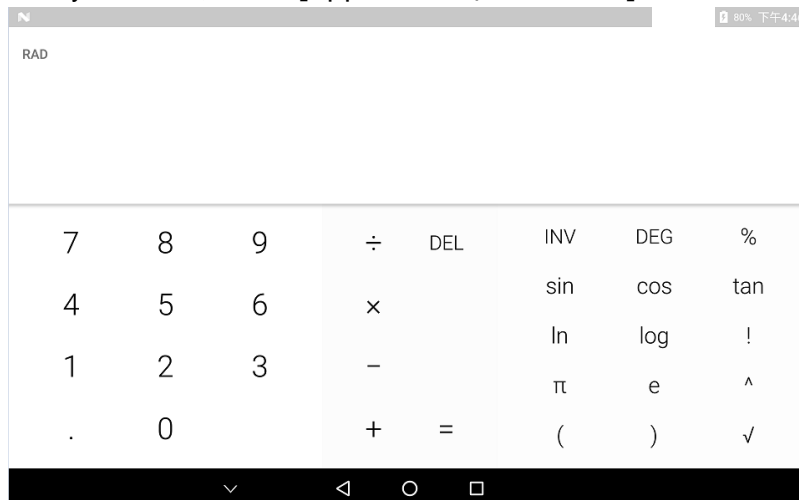 80% 下午4:4
RAD
7 8 9 ÷ DEL INV DEG %
4 5 6 × sin cos tan
1 2 3 − ln log !
. 0 + = π e ^
( ) √